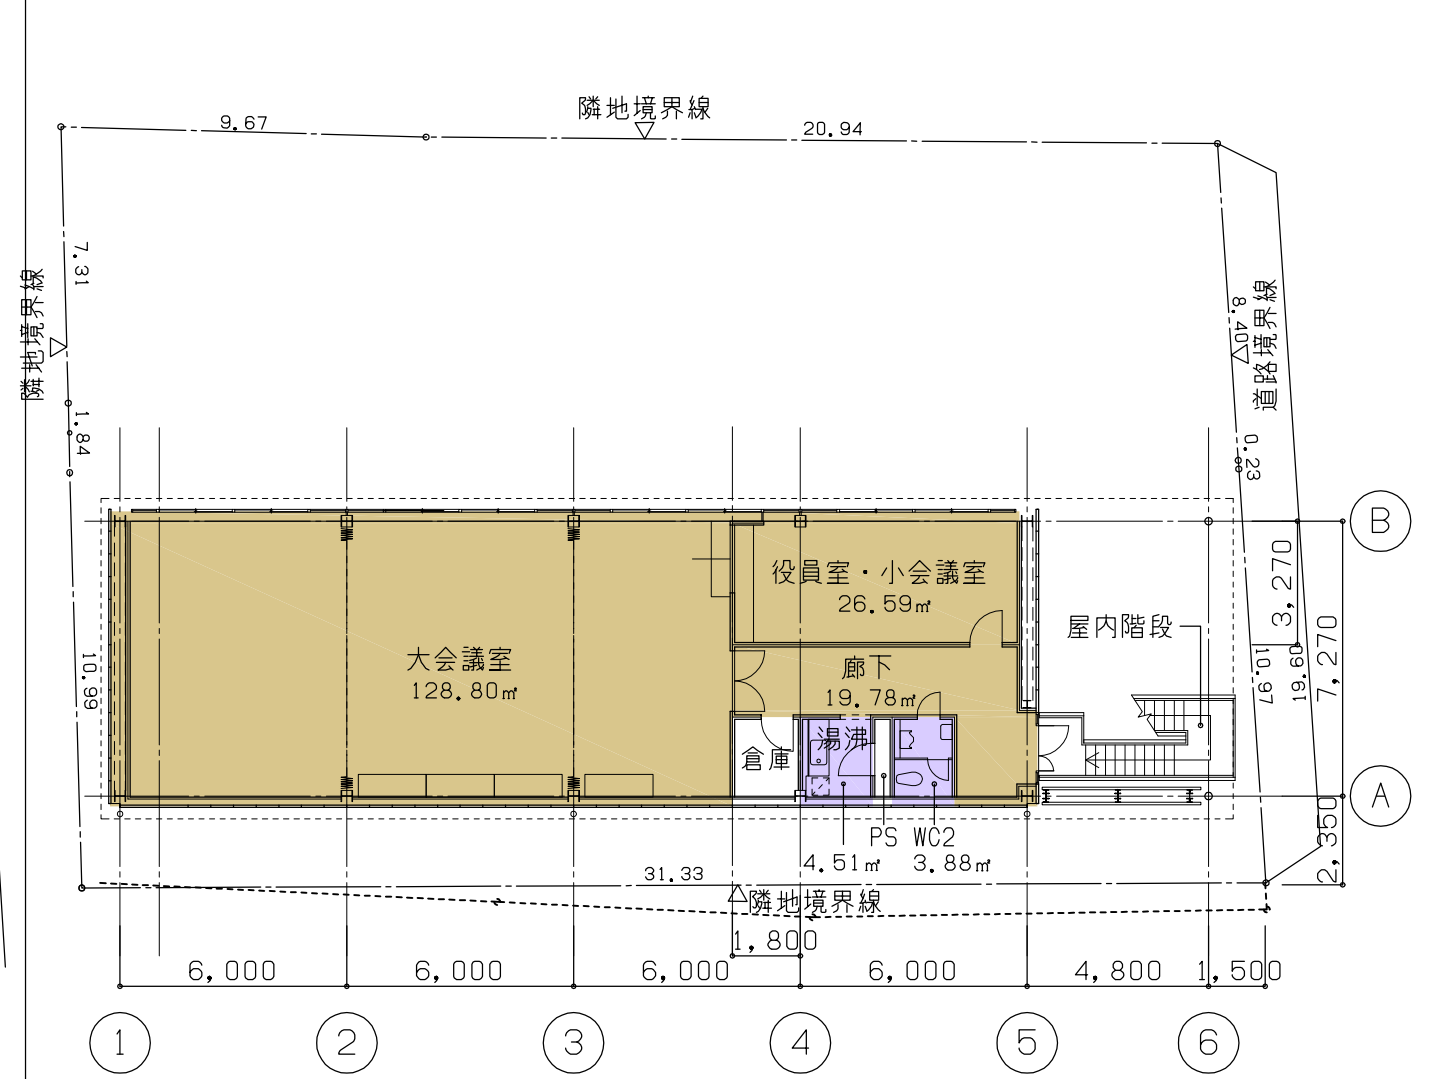 隣地境界線
9.67
20.94
7.31
隣地境界線
1.84
10.99
8.40
道路境界線
0.23
B
3,270
7,270
役員室・小会議室
26.59㎡
屋内階段
大会議室
128.80㎡
廊下
19.78㎡
10.97
19.60
湯沸
倉庫
A
2,350
PS WC2
4.51㎡ 3.88㎡
31.33
隣地境界線
1,800
6,000 6,000 6,000 6,000 4,800 1,500
1 2 3 4 5 6